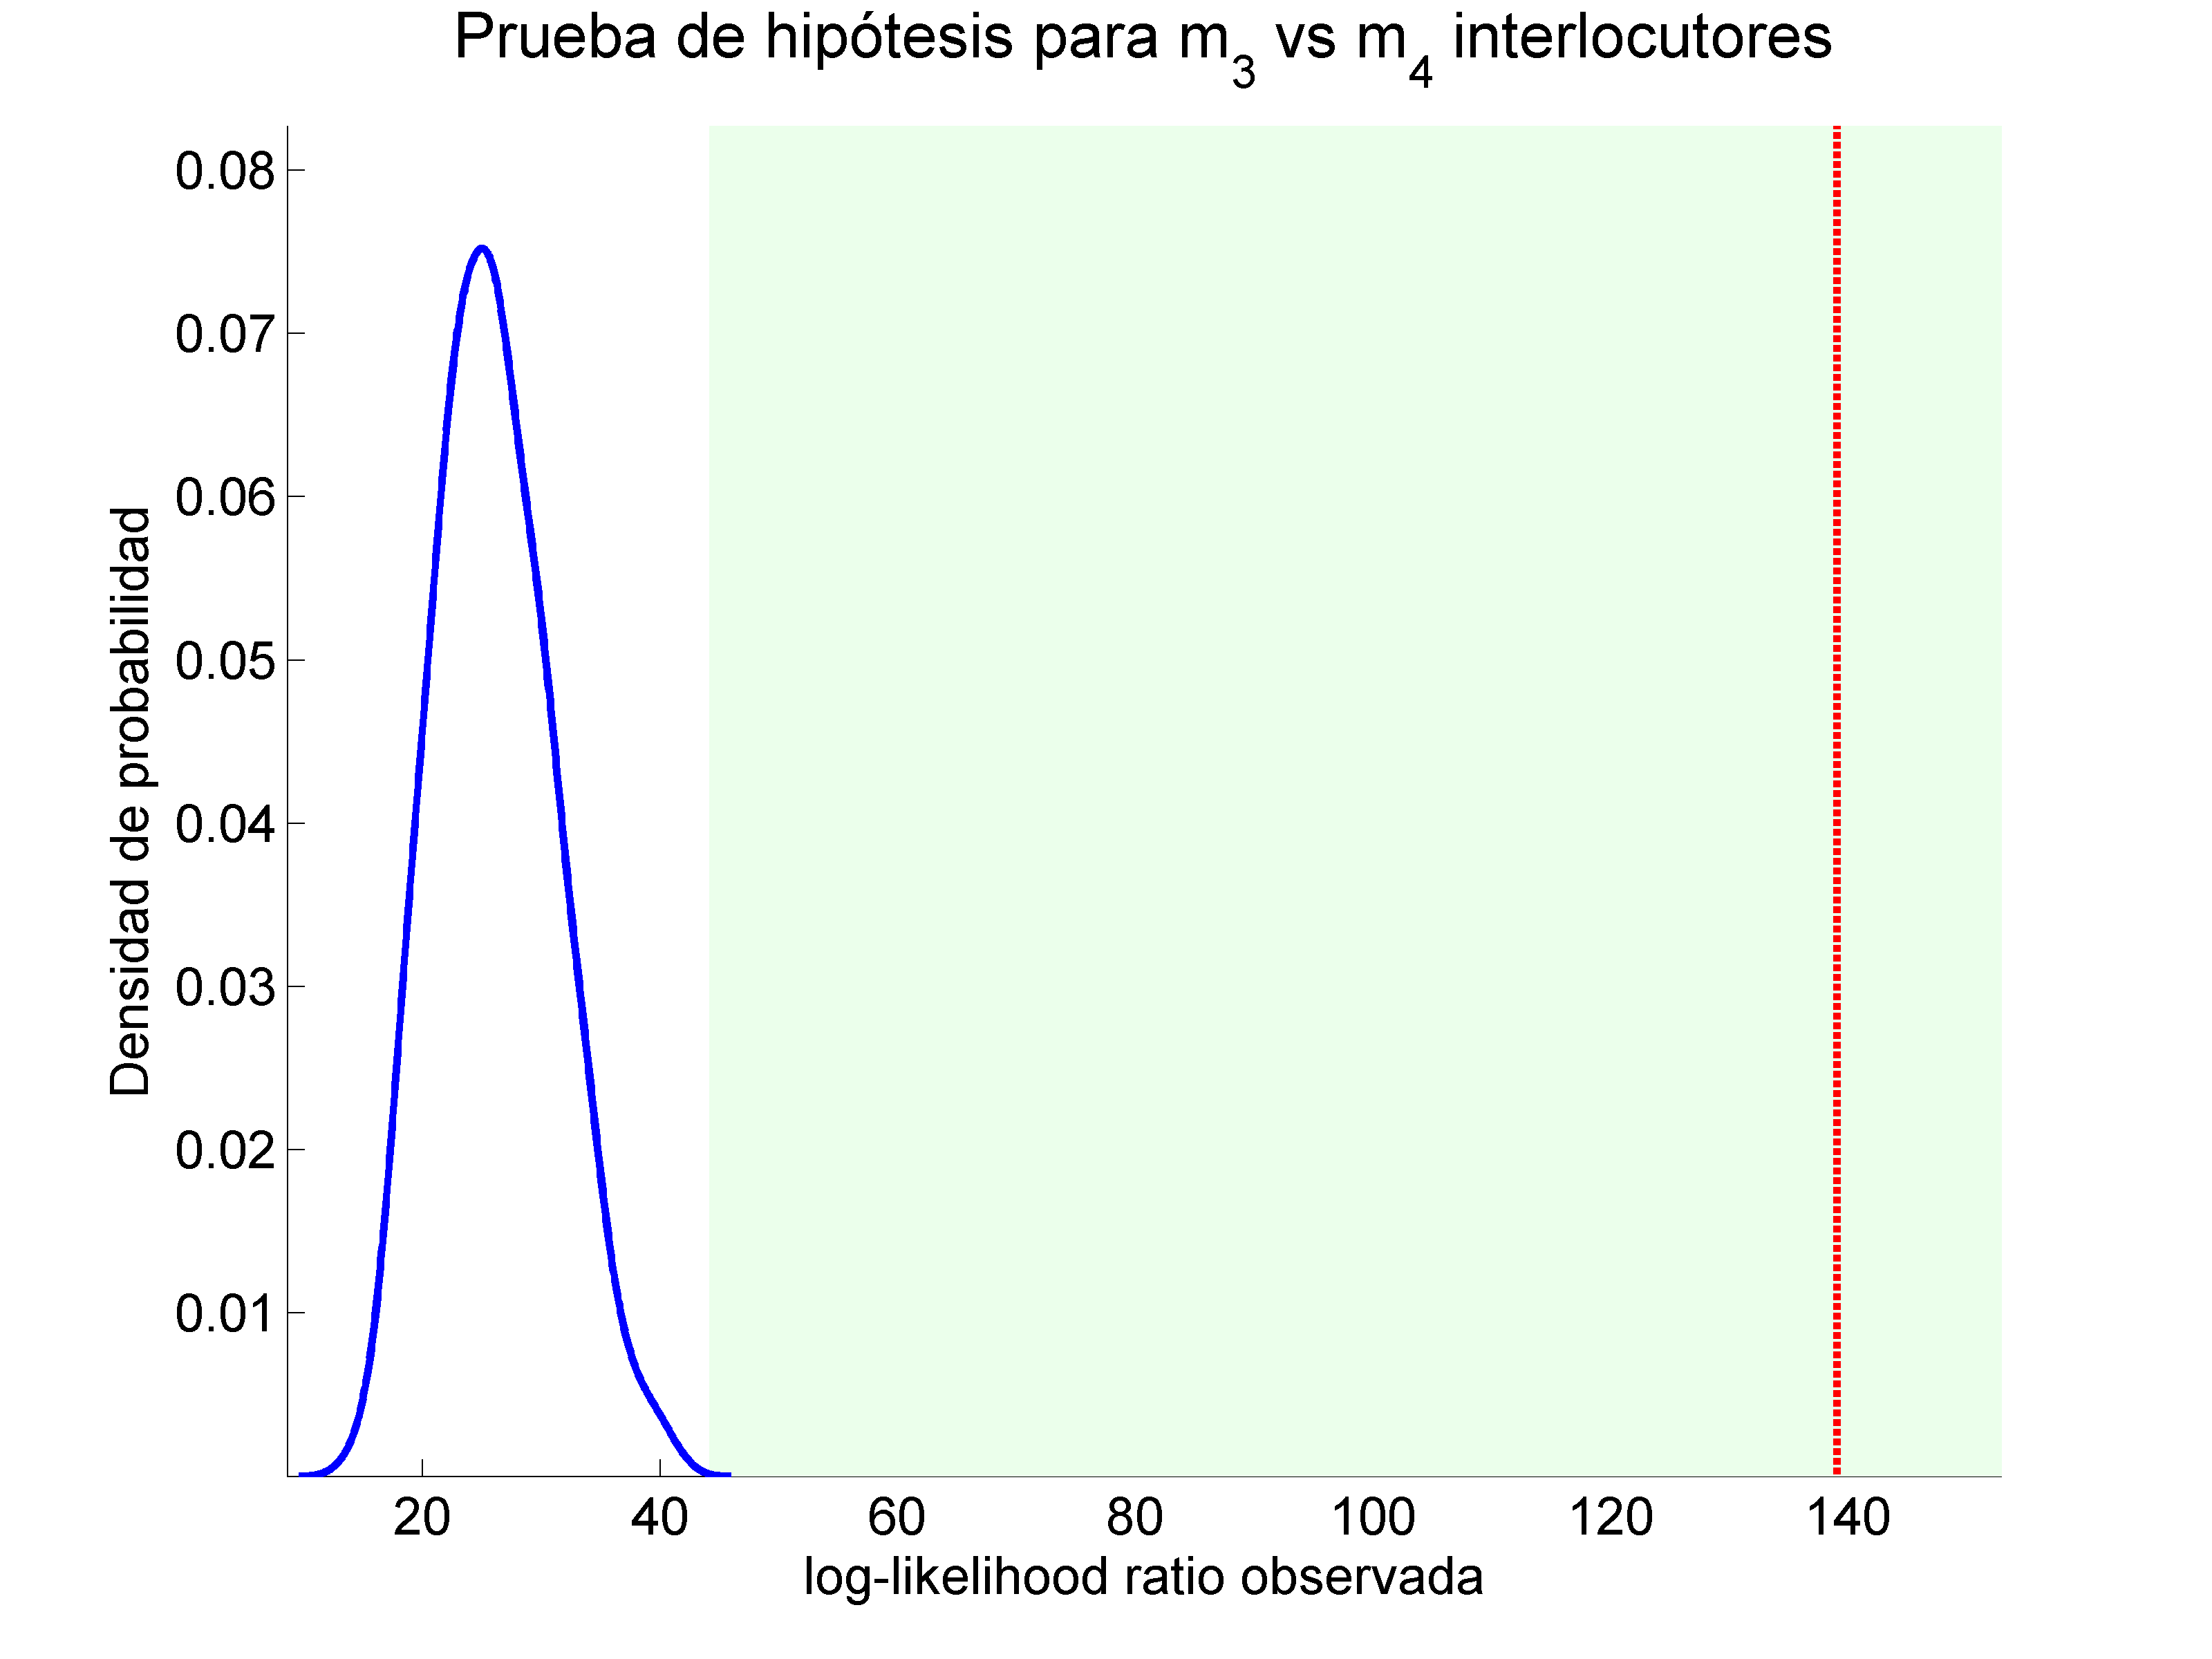 Prueba de hipótesis para m₃ vs m₄ interlocutores
0.08
0.07
0.06
0.05
0.04
0.03
0.02
0.01
Densidad de probabilidad
20 40 60 80 100 120 140
log-likelihood ratio observada